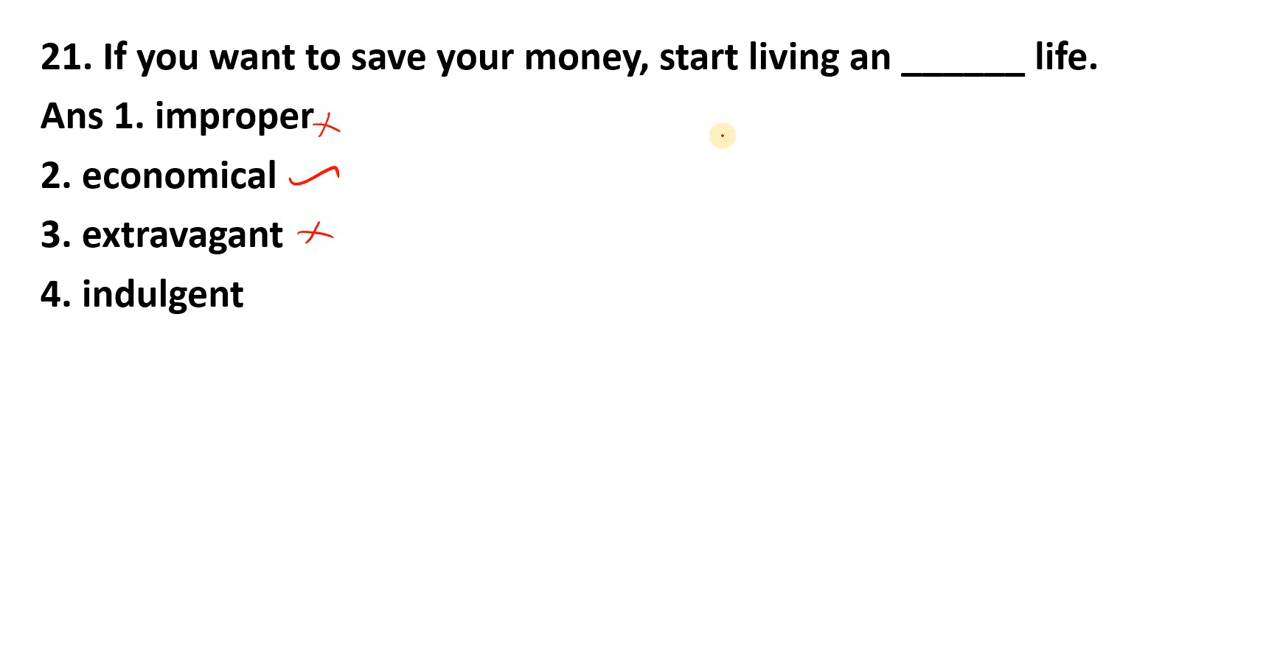 21. If you want to save your money, start living an ______ life.
Ans 1. improper
2. economical
3. extravagant
4. indulgent